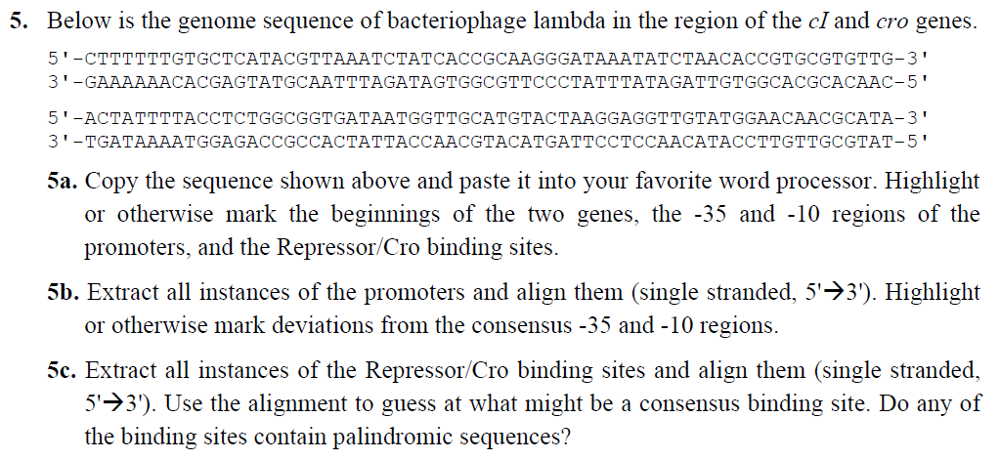 5. Below is the genome sequence of bacteriophage lambda in the region of the cI and cro genes.
5'-CTTTTTTGTGCTCATACGTTAAATCTATCACCGCAAGGGATAAATATCTAACACCGTGCGTGTTG-3'
3'-GAAAAAACACGAGTATGCAATTTAGATAGTGGCGTTCCCTATTTATAGATTGTGGCACGCACAAC-5'
5'-ACTATTTTACCTCTGGCGGTGATAATGGTTGCATGTACTAAGGAGGTTGTATGGAACAACGCATA-3'
3'-TGATAAAATGGAGACCGCCACTATTACCAACGTACATGATTCCTCCAACATACCTTGTTGCGTAT-5'
5a. Copy the sequence shown above and paste it into your favorite word processor. Highlight
or otherwise mark the beginnings of the two genes, the -35 and -10 regions of the
promoters, and the Repressor/Cro binding sites.
5b. Extract all instances of the promoters and align them (single stranded, 5'→3'). Highlight
or otherwise mark deviations from the consensus -35 and -10 regions.
5c. Extract all instances of the Repressor/Cro binding sites and align them (single stranded,
5'→3'). Use the alignment to guess at what might be a consensus binding site. Do any of
the binding sites contain palindromic sequences?